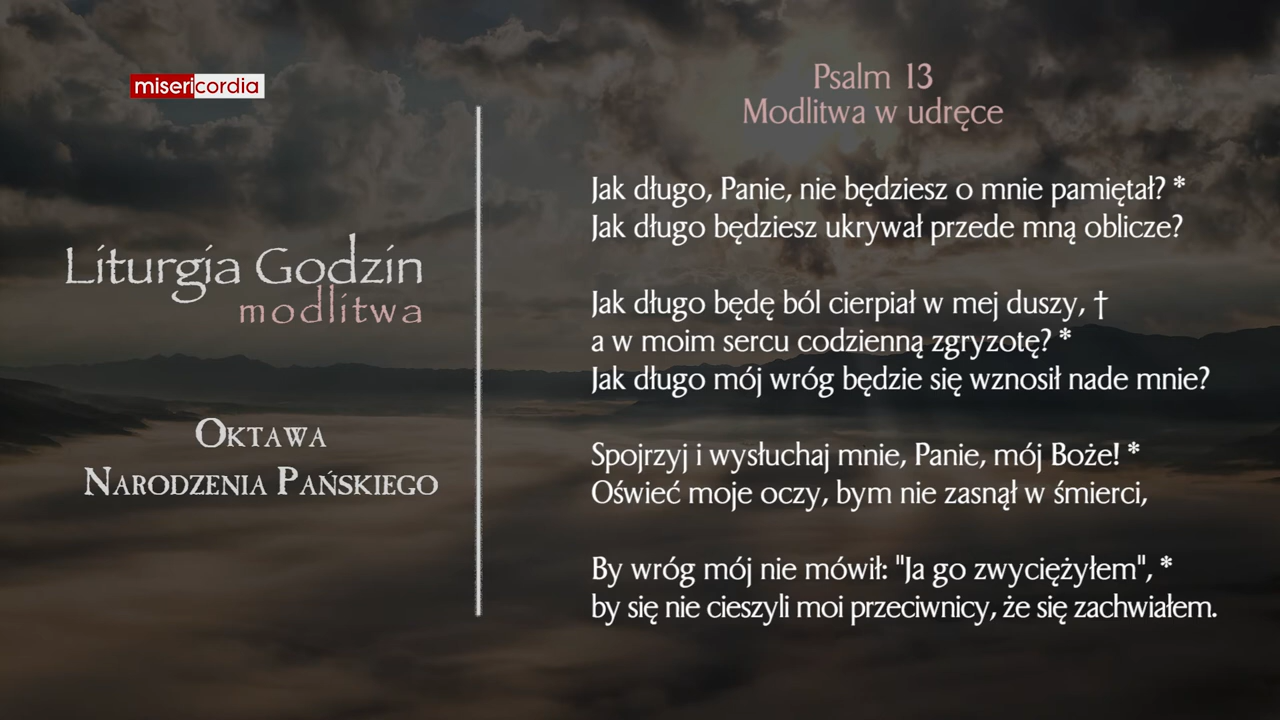 misericordia
Liturgia Godzin
modlitwa
Oktawa
Narodzenia Pańskiego
Psalm 13
Modlitwa w udręce
Jak długo, Panie, nie będziesz o mnie pamiętał? *
Jak długo będziesz ukrywał przede mną oblicze?
Jak długo będę ból cierpiał w mej duszy, †
a w moim sercu codzienną zgryzotę? *
Jak długo mój wróg będzie się wznosił nade mnie?
Spojrzyj i wysłuchaj mnie, Panie, mój Boże! *
Oświeć moje oczy, bym nie zasnął w śmierci,
By wróg mój nie mówił: "Ja go zwyciężyłem", *
by się nie cieszyli moi przeciwnicy, że się zachwiałem.